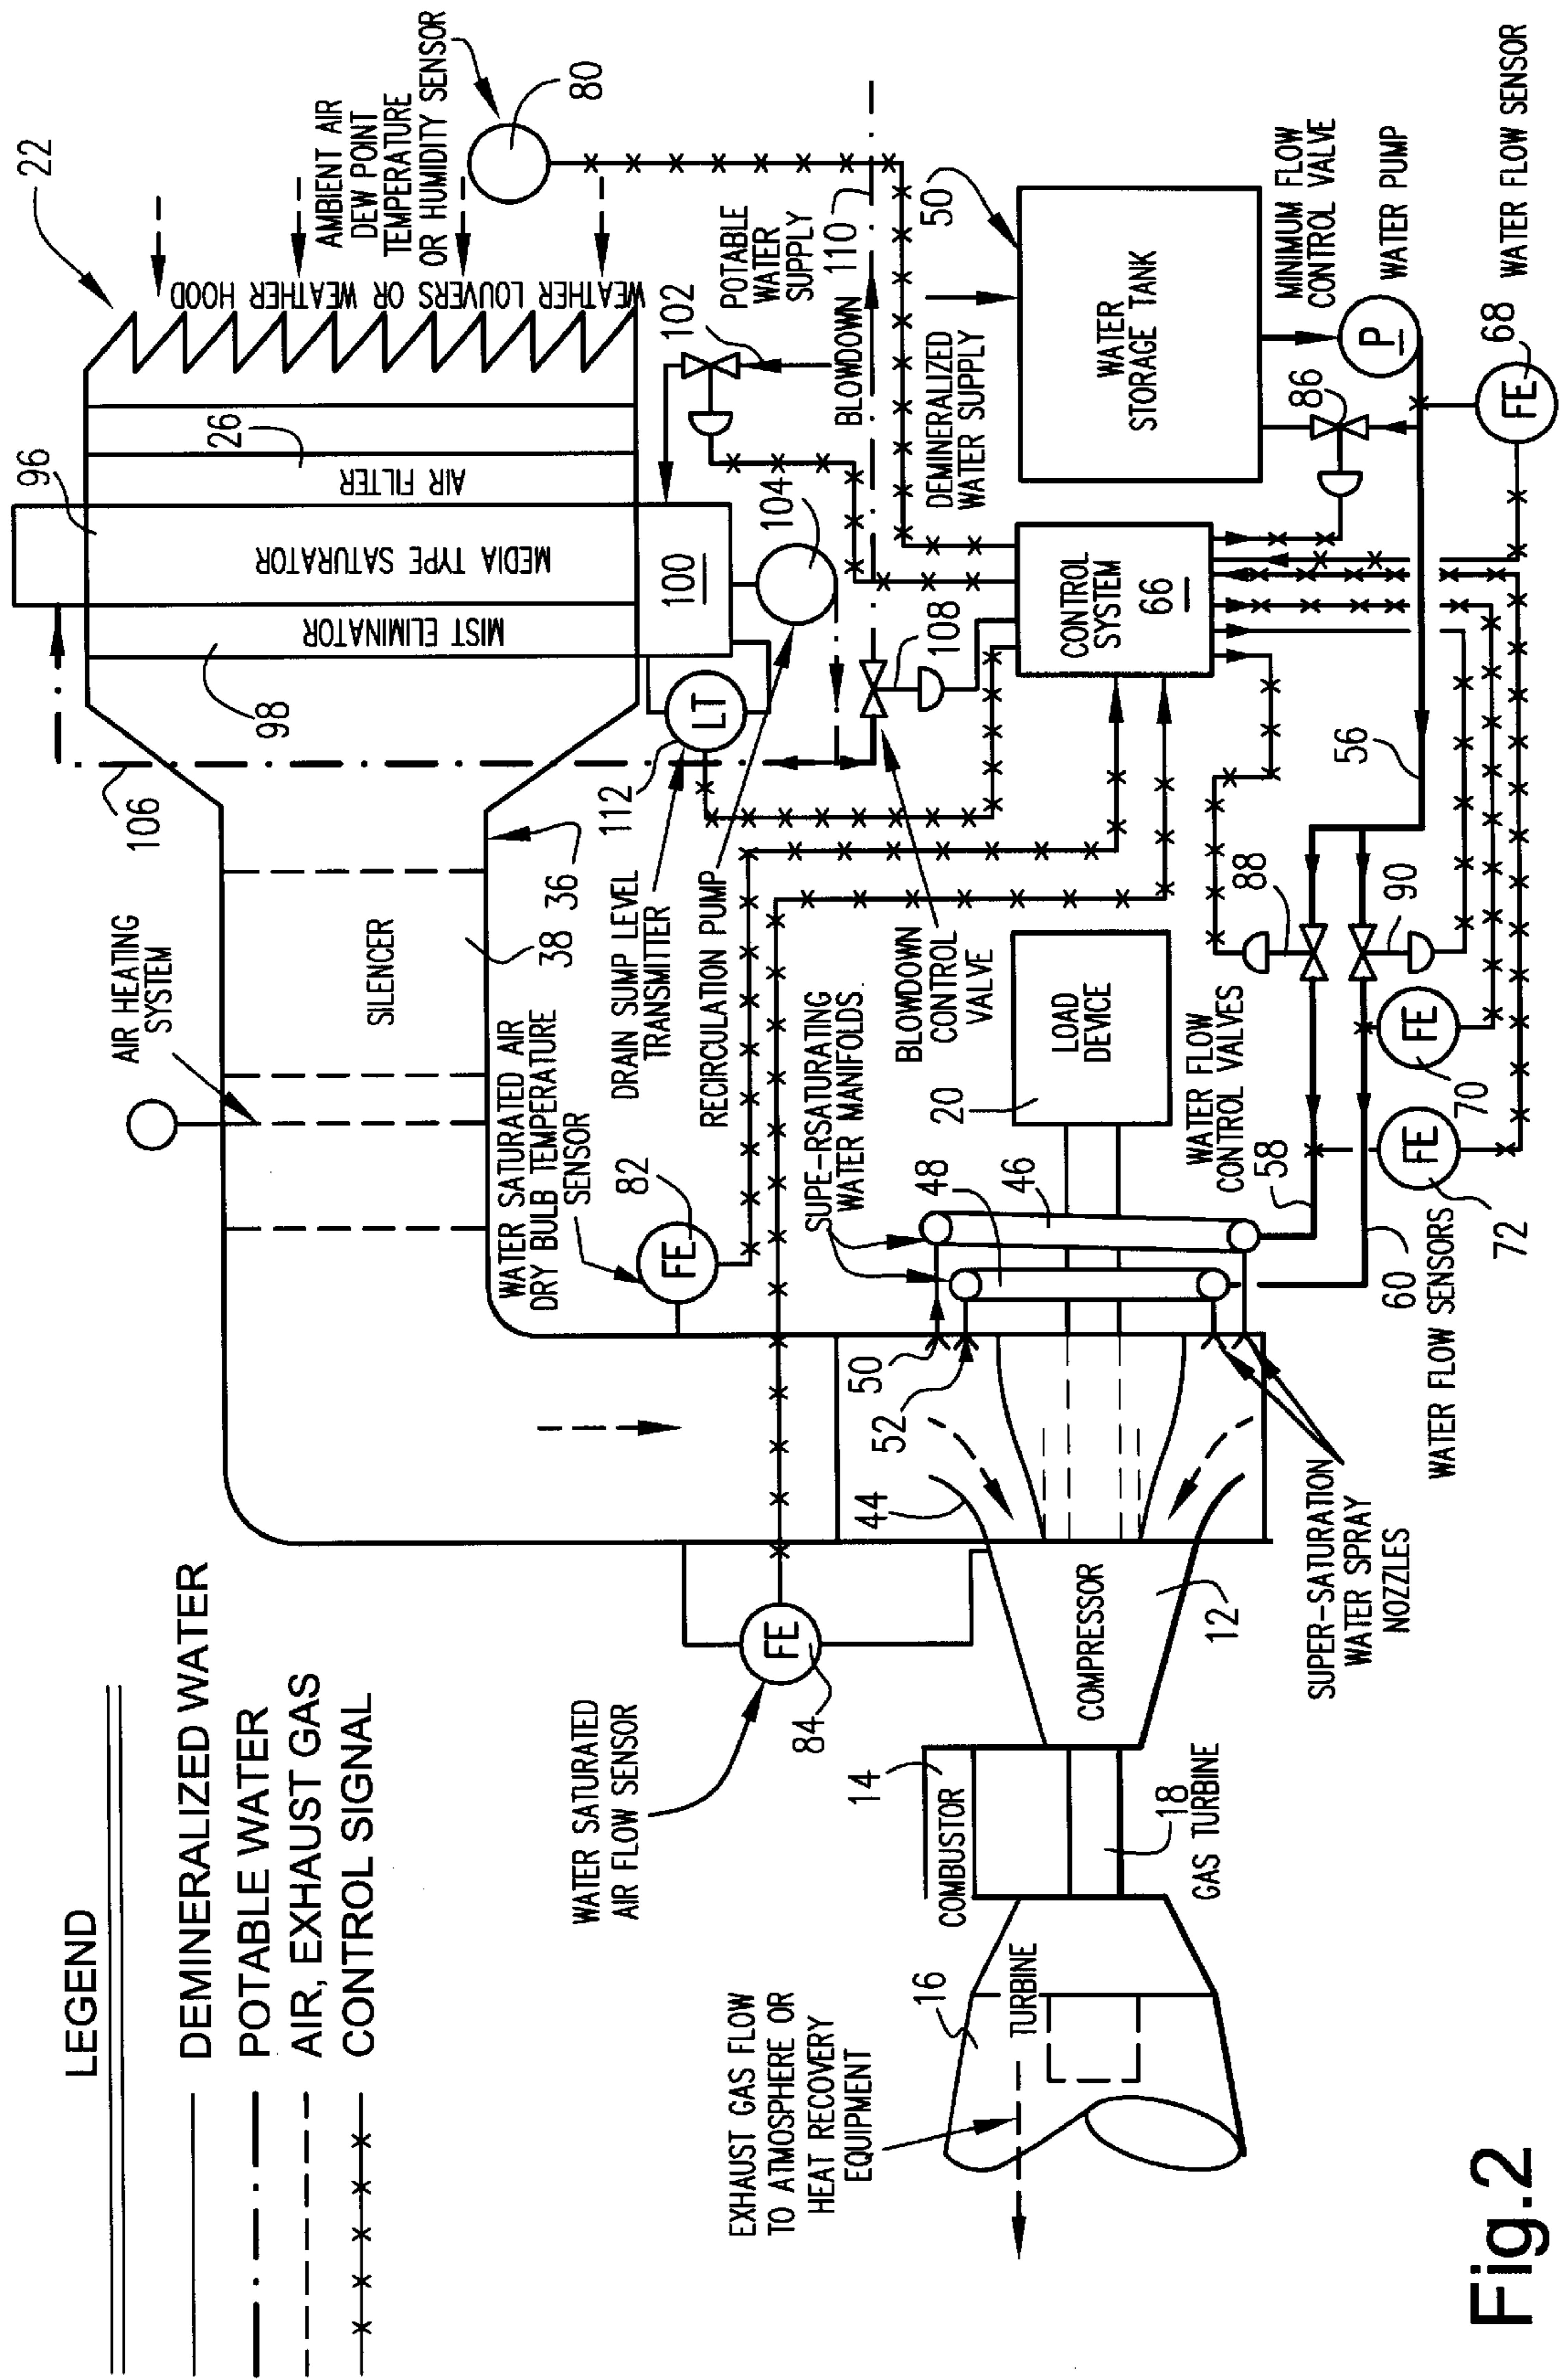 LEGEND
DEMINERALIZED WATER
POTABLE WATER
AIR, EXHAUST GAS
CONTROL SIGNAL
AIR HEATING
SYSTEM
106
98
96
22
26
MIST ELIMINATOR
MEDIA TYPE SATURATOR
AIR FILTER
WEATHER LOUVERS OR WEATHER HOOD
AMBIENT AIR
DEW POINT
TEMPERATURE
OR HUMIDITY SENSOR
80
SILENCER
38
36
WATER SATURATED AIR
DRY BULB TEMPERATURE
SENSOR
82
FE
DRAIN SUMP LEVEL
TRANSMITTER
112
LT
100
104
RECIRCULATION PUMP
102
POTABLE
WATER
SUPPLY
BLOWDOWN
110
108
BLOWDOWN
CONTROL
VALVE
DEMINERALIZED
WATER SUPPLY
50
WATER
STORAGE TANK
CONTROL
SYSTEM
66
MINIMUM FLOW
CONTROL VALVE
86
WATER PUMP
P
WATER FLOW SENSOR
68
FE
WATER SATURATED
AIR FLOW SENSOR
84
FE
SUPE-RSATURATING
WATER MANIFOLDS.
50
52
48
46
44
20
LOAD
DEVICE
WATER FLOW
CONTROL VALVES
88
90
56
58
60
70
FE
72
FE
WATER FLOW SENSORS
SUPER-SATURATION
WATER SPRAY
NOZZLES
EXHAUST GAS FLOW
TO ATMOSPHERE OR
HEAT RECOVERY
EQUIPMENT
16
TURBINE
14
COMBUSTOR
18
GAS TURBINE
COMPRESSOR
12
Fig.2